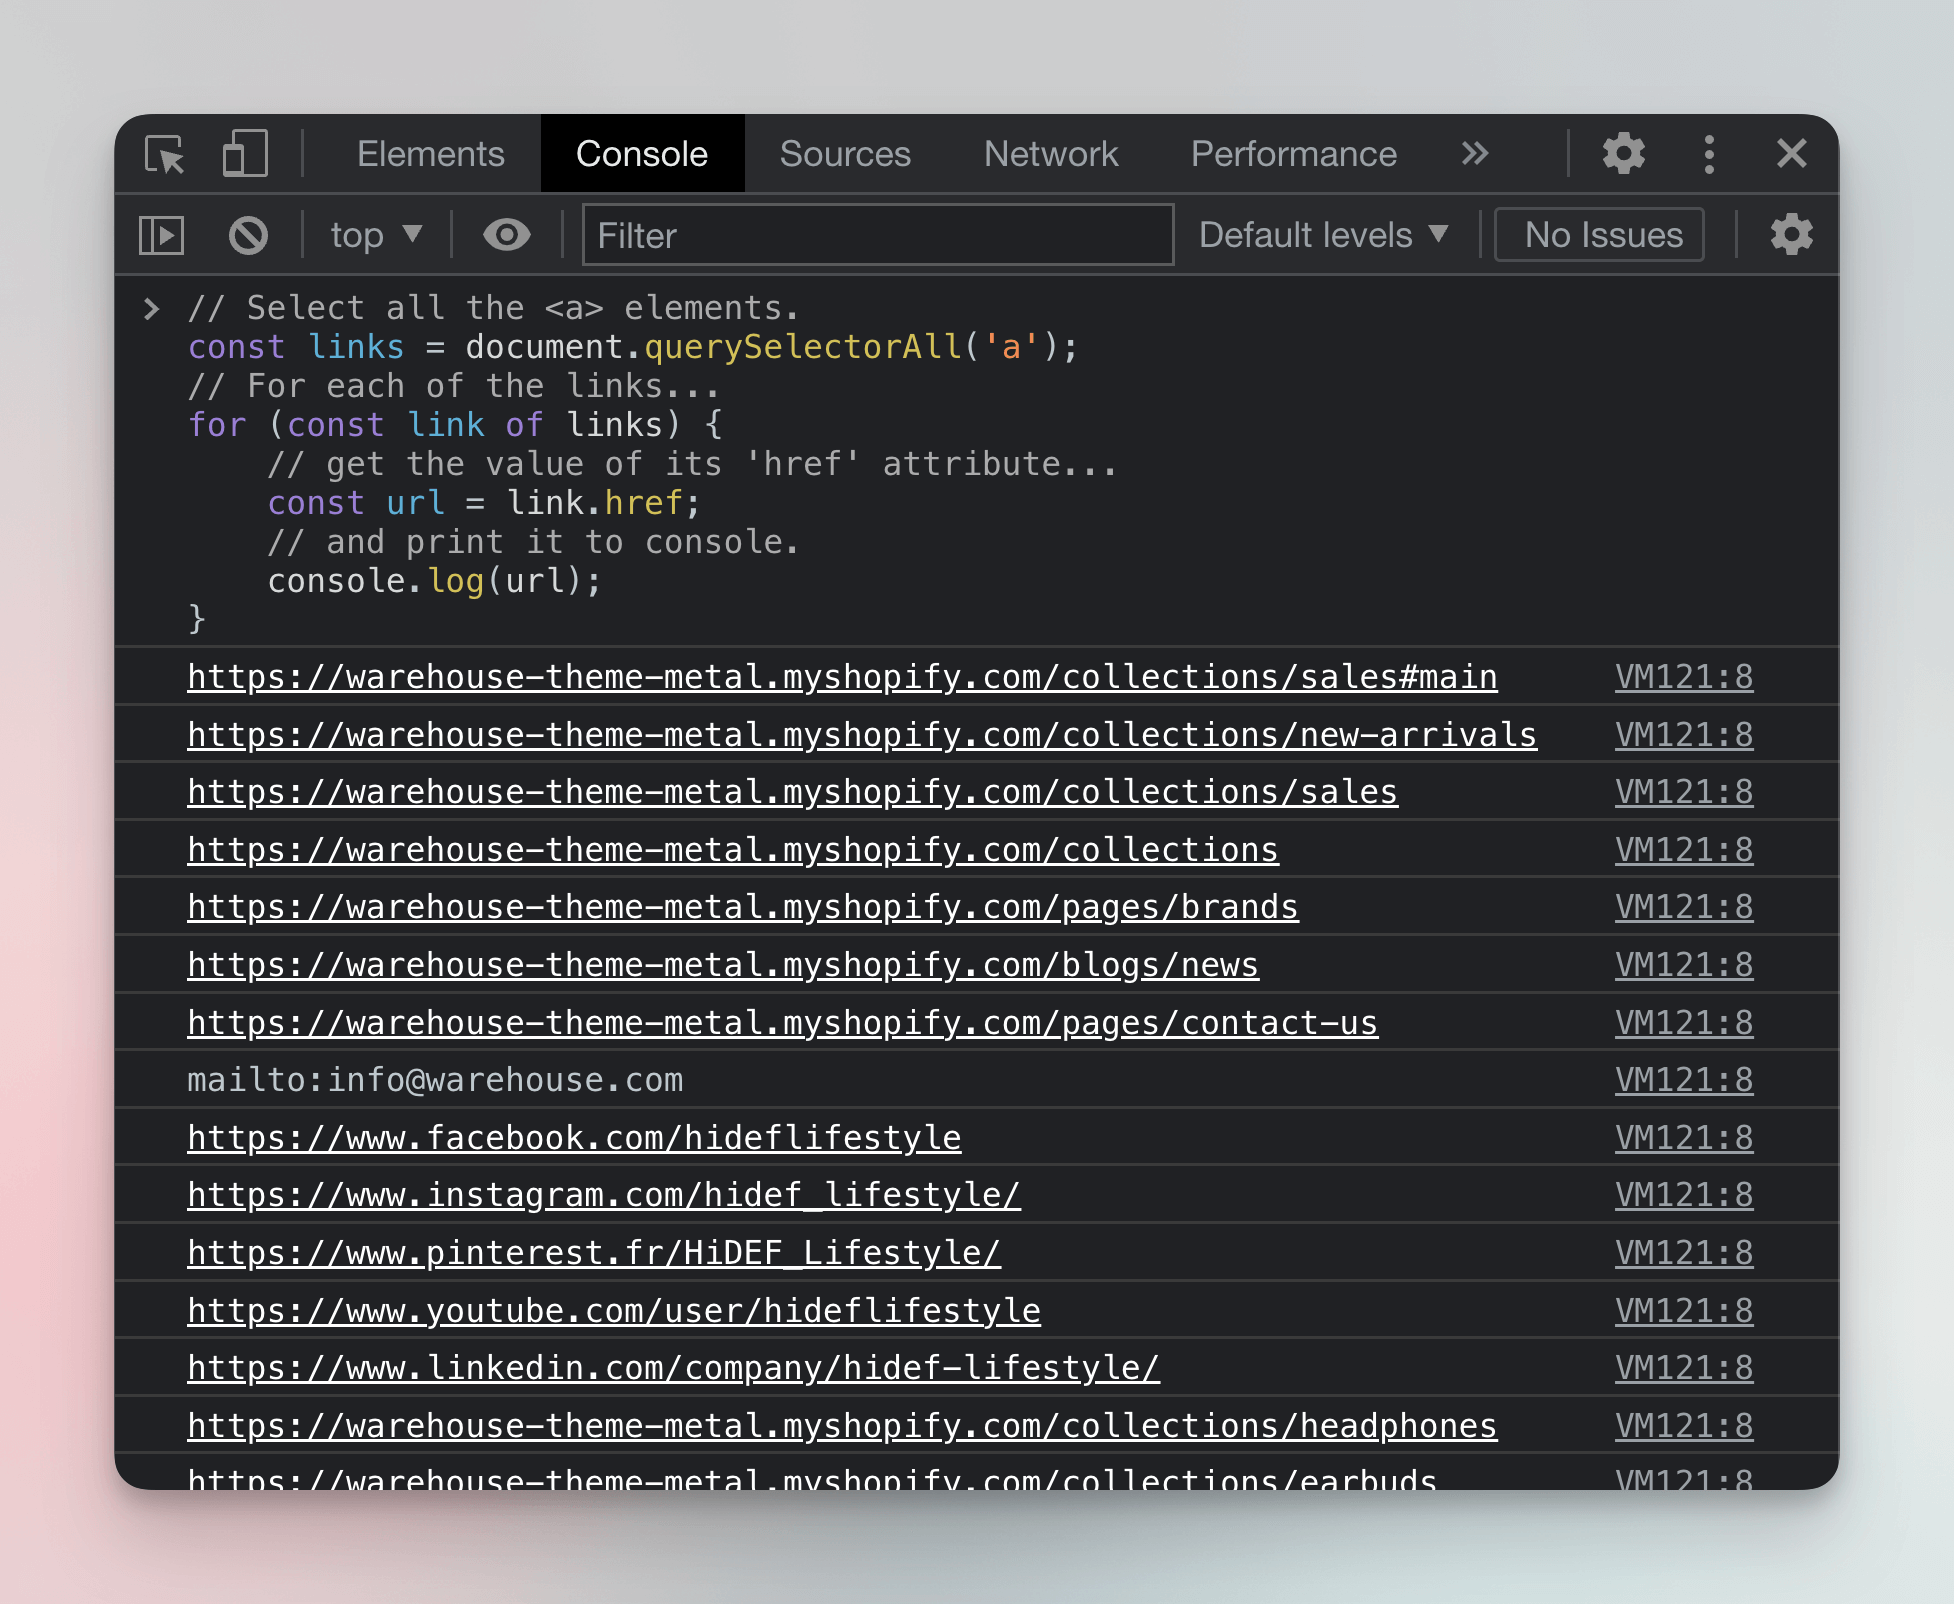 Elements Console Sources Network Performance
top Filter Default levels No Issues
// Select all the <a> elements.
const links = document.querySelectorAll('a');
// For each of the links...
for (const link of links) {
    // get the value of its 'href' attribute...
    const url = link.href;
    // and print it to console.
    console.log(url);
}
https://warehouse-theme-metal.myshopify.com/collections/sales#main VM121:8
https://warehouse-theme-metal.myshopify.com/collections/new-arrivals VM121:8
https://warehouse-theme-metal.myshopify.com/collections/sales VM121:8
https://warehouse-theme-metal.myshopify.com/collections VM121:8
https://warehouse-theme-metal.myshopify.com/pages/brands VM121:8
https://warehouse-theme-metal.myshopify.com/blogs/news VM121:8
https://warehouse-theme-metal.myshopify.com/pages/contact-us VM121:8
mailto:info@warehouse.com VM121:8
https://www.facebook.com/hideflifestyle VM121:8
https://www.instagram.com/hidef_lifestyle/ VM121:8
https://www.pinterest.fr/HiDEF_Lifestyle/ VM121:8
https://www.youtube.com/user/hideflifestyle VM121:8
https://www.linkedin.com/company/hidef-lifestyle/ VM121:8
https://warehouse-theme-metal.myshopify.com/collections/headphones VM121:8
https://warehouse-theme-metal.myshopify.com/collections/earbuds VM121:8